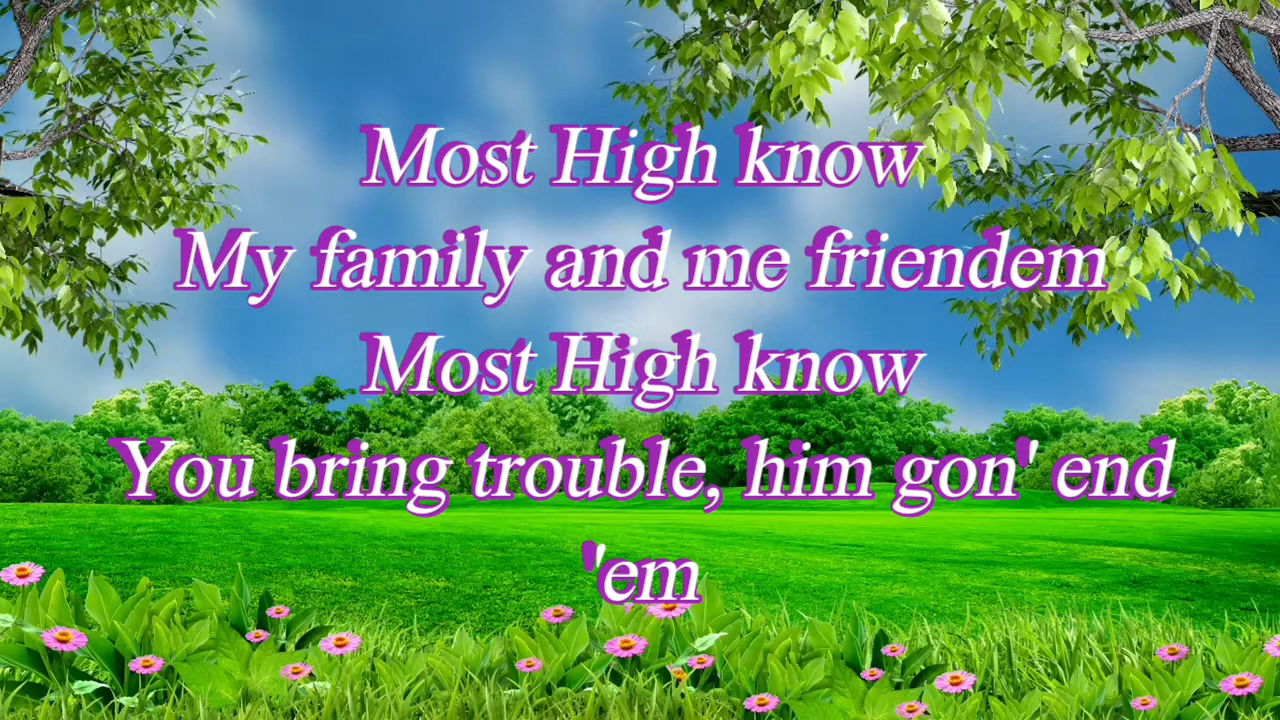 Most High know
My family and me friendem
Most High know
You bring trouble, him gon' end
'em